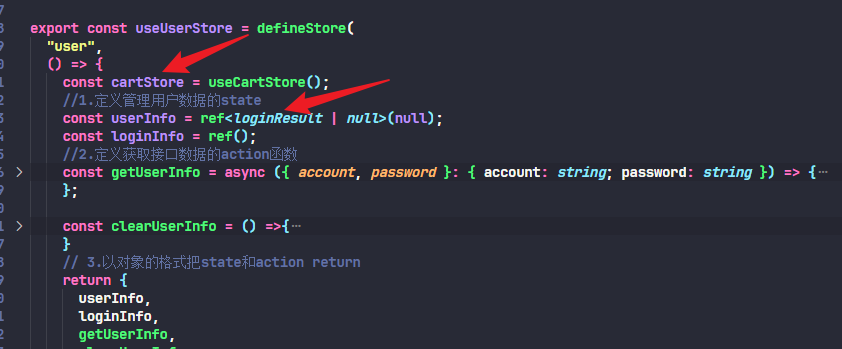 export const useUserStore = defineStore(
"user",
() => {
const cartStore = useCartStore();
//1.定义管理用户数据的state
const userInfo = ref<loginResult | null>(null);
const loginInfo = ref();
//2.定义获取接口数据的action函数
const getUserInfo = async ({ account, password }: { account: string; password: string }) => {…
};
const clearUserInfo = () =>{…
}
// 3.以对象的格式把state和action return
return {
userInfo,
loginInfo,
getUserInfo,